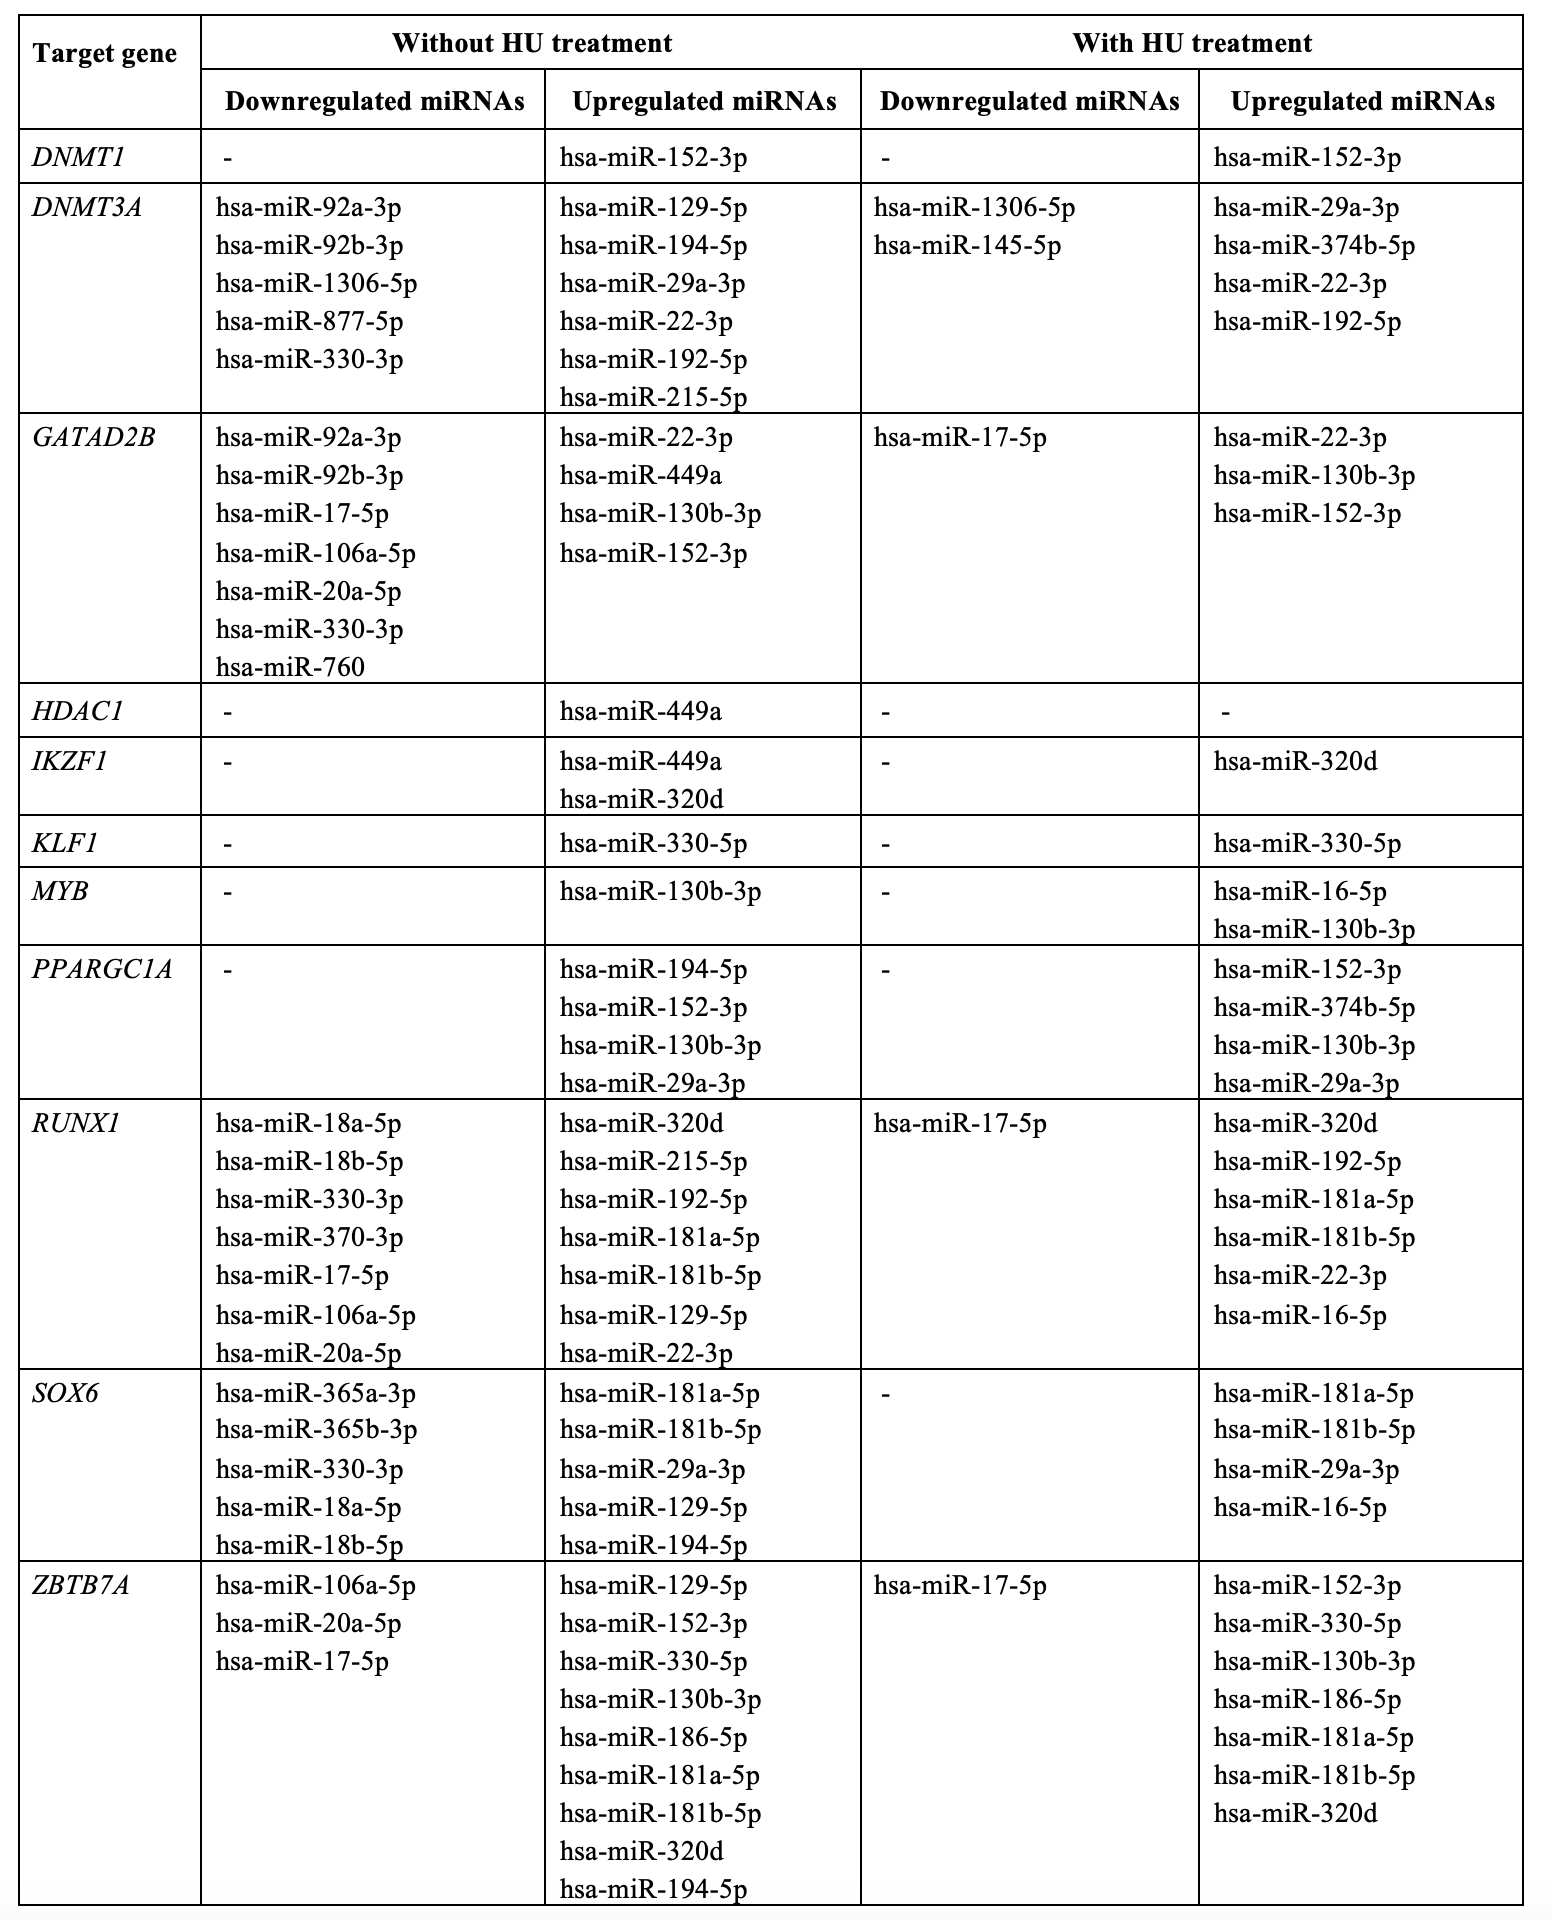 Target gene
Without HU treatment
With HU treatment
Downregulated miRNAs
Upregulated miRNAs
Downregulated miRNAs
Upregulated miRNAs
DNMT1
-
hsa-miR-152-3p
-
hsa-miR-152-3p
DNMT3A
hsa-miR-92a-3p
hsa-miR-92b-3p
hsa-miR-1306-5p
hsa-miR-877-5p
hsa-miR-330-3p
hsa-miR-129-5p
hsa-miR-194-5p
hsa-miR-29a-3p
hsa-miR-22-3p
hsa-miR-192-5p
hsa-miR-215-5p
hsa-miR-1306-5p
hsa-miR-145-5p
hsa-miR-29a-3p
hsa-miR-374b-5p
hsa-miR-22-3p
hsa-miR-192-5p
GATAD2B
hsa-miR-92a-3p
hsa-miR-92b-3p
hsa-miR-17-5p
hsa-miR-106a-5p
hsa-miR-20a-5p
hsa-miR-330-3p
hsa-miR-760
hsa-miR-22-3p
hsa-miR-449a
hsa-miR-130b-3p
hsa-miR-152-3p
hsa-miR-17-5p
hsa-miR-22-3p
hsa-miR-130b-3p
hsa-miR-152-3p
HDAC1
-
hsa-miR-449a
-
-
IKZF1
-
hsa-miR-449a
hsa-miR-320d
-
hsa-miR-320d
KLF1
-
hsa-miR-330-5p
-
hsa-miR-330-5p
MYB
-
hsa-miR-130b-3p
-
hsa-miR-16-5p
hsa-miR-130b-3p
PPARGC1A
-
hsa-miR-194-5p
hsa-miR-152-3p
hsa-miR-130b-3p
hsa-miR-29a-3p
-
hsa-miR-152-3p
hsa-miR-374b-5p
hsa-miR-130b-3p
hsa-miR-29a-3p
RUNX1
hsa-miR-18a-5p
hsa-miR-18b-5p
hsa-miR-330-3p
hsa-miR-370-3p
hsa-miR-17-5p
hsa-miR-106a-5p
hsa-miR-20a-5p
hsa-miR-320d
hsa-miR-215-5p
hsa-miR-192-5p
hsa-miR-181a-5p
hsa-miR-181b-5p
hsa-miR-129-5p
hsa-miR-22-3p
hsa-miR-17-5p
hsa-miR-320d
hsa-miR-192-5p
hsa-miR-181a-5p
hsa-miR-181b-5p
hsa-miR-22-3p
hsa-miR-16-5p
SOX6
hsa-miR-365a-3p
hsa-miR-365b-3p
hsa-miR-330-3p
hsa-miR-18a-5p
hsa-miR-18b-5p
hsa-miR-181a-5p
hsa-miR-181b-5p
hsa-miR-29a-3p
hsa-miR-129-5p
hsa-miR-194-5p
-
hsa-miR-181a-5p
hsa-miR-181b-5p
hsa-miR-29a-3p
hsa-miR-16-5p
ZBTB7A
hsa-miR-106a-5p
hsa-miR-20a-5p
hsa-miR-17-5p
hsa-miR-129-5p
hsa-miR-152-3p
hsa-miR-330-5p
hsa-miR-130b-3p
hsa-miR-186-5p
hsa-miR-181a-5p
hsa-miR-181b-5p
hsa-miR-320d
hsa-miR-194-5p
hsa-miR-17-5p
hsa-miR-152-3p
hsa-miR-330-5p
hsa-miR-130b-3p
hsa-miR-186-5p
hsa-miR-181a-5p
hsa-miR-181b-5p
hsa-miR-320d